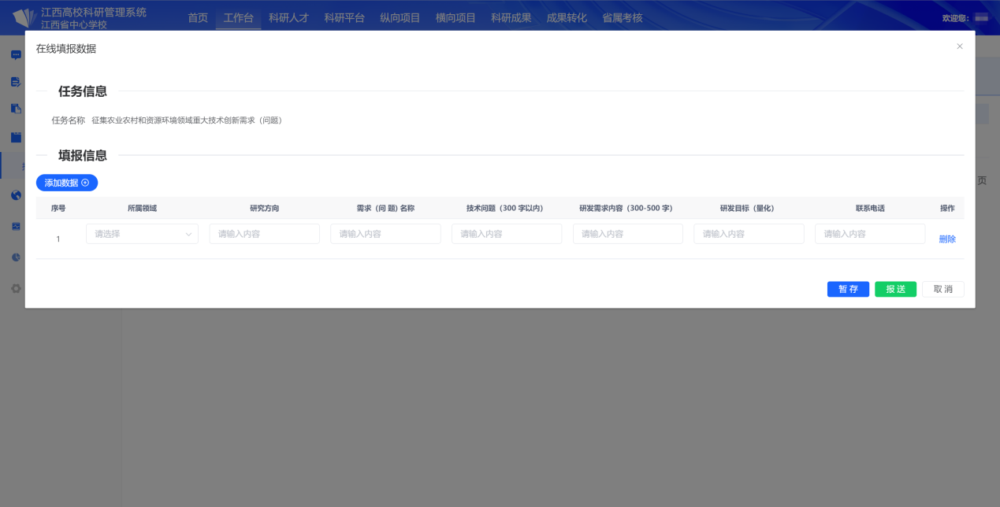 江西高校科研管理系统
江西省中心学校
首页 工作台 科研人才 科研平台 纵向项目 横向项目 科研成果 成果转化 省属考核
欢迎您:
在线填报数据
任务信息
任务名称 征集农业农村和资源环境领域重大技术创新需求（问题）
填报信息
页
添加数据
序号 所属领域 研究方向 需求（问 题) 名称 技术问题（300 字以内） 研发需求内容（300-500 字） 研发目标（量化） 联系电话 操作
1 请选择 请输入内容 请输入内容 请输入内容 请输入内容 请输入内容 请输入内容 删除
暂 存 报 送 取 消